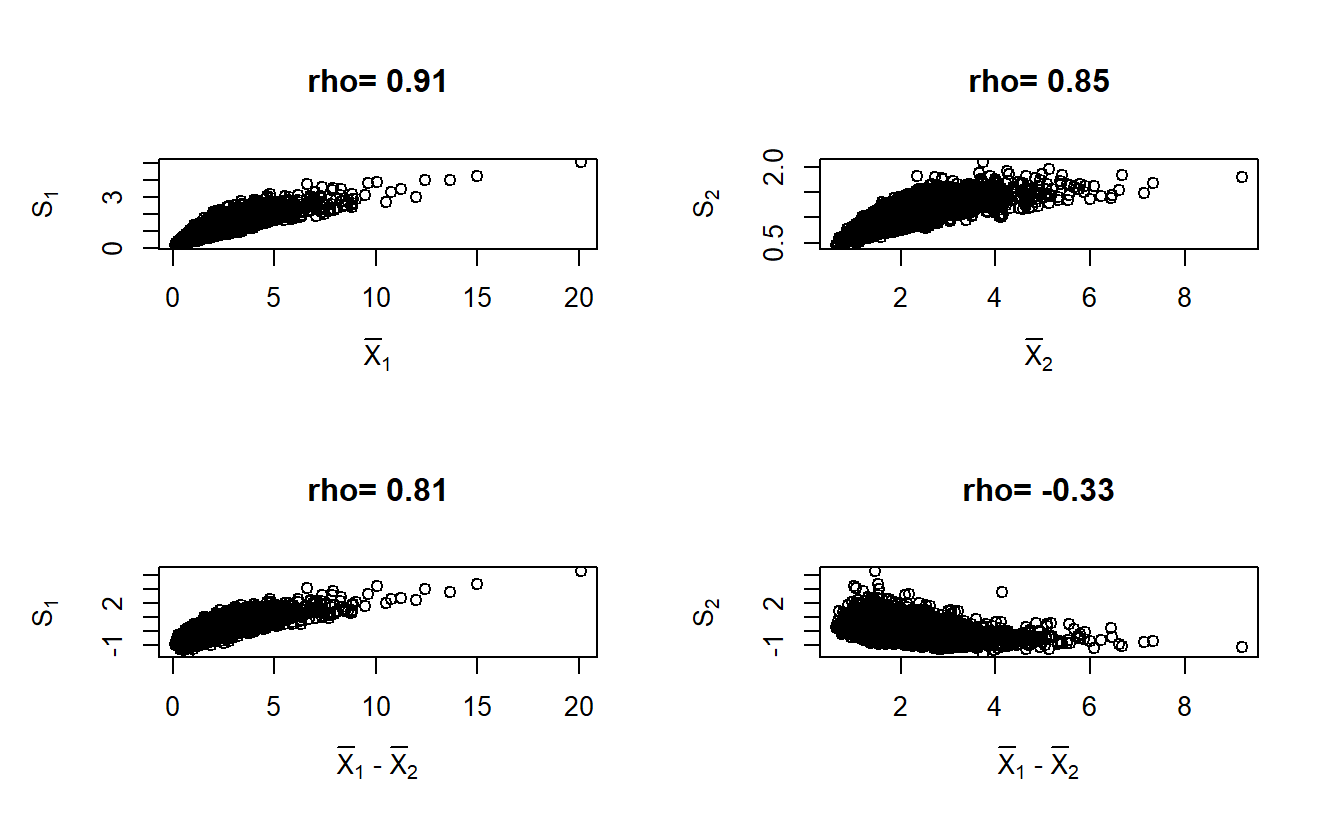 rho= 0.91
S₁
3
0
0 5 10 15 20
X̅₁
rho= 0.85
S₂
2.0
0.5
2 4 6 8
X̅₂
rho= 0.81
S₁
2
-1
0 5 10 15 20
X̅₁ - X̅₂
rho= -0.33
S₂
2
-1
2 4 6 8
X̅₁ - X̅₂